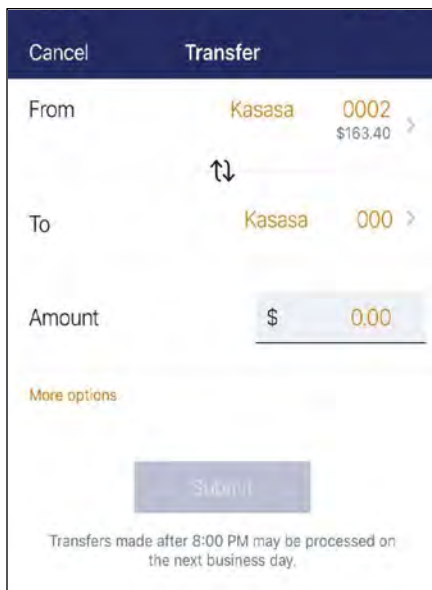 Cancel Transfer
From Kasasa 0002
$163.40
To Kasasa 000
Amount $ 0.00
More options
Submit
Transfers made after 8:00 PM may be processed on
the next business day.